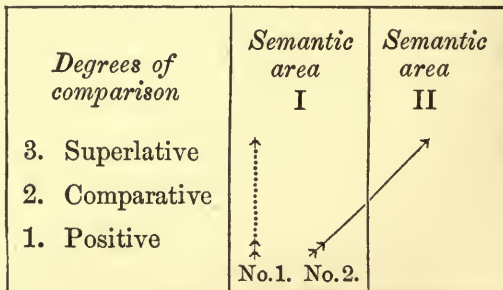 Degrees of
comparison
Semantic
area
I
Semantic
area
II
3. Superlative
2. Comparative
1. Positive
No.1. No.2.